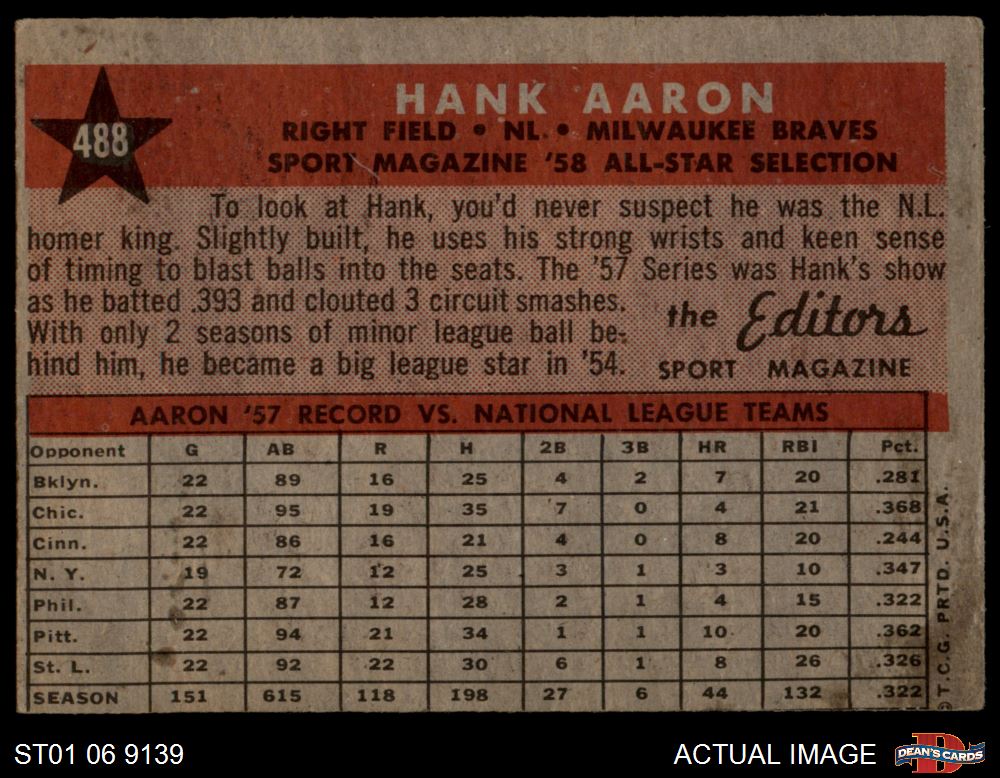 HANK AARON
488
RIGHT FIELD • NL • MILWAUKEE BRAVES
SPORT MAGAZINE '58 ALL-STAR SELECTION
To look at Hank, you'd never suspect he was the N.L.
homer king. Slightly built, he uses his strong wrists and keen sense
of timing to blast balls into the seats. The '57 Series was Hank's show
as he batted .393 and clouted 3 circuit smashes.
With only 2 seasons of minor league ball be-
hind him, he became a big league star in '54.
the Editors
SPORT MAGAZINE
AARON '57 RECORD VS. NATIONAL LEAGUE TEAMS
Opponent G AB R H 2B 3B HR RBI Pct.
Bklyn. 22 89 16 25 4 2 7 20 .281
Chic. 22 95 19 35 7 0 4 21 .368
Cinn. 22 86 16 21 4 0 8 20 .244
N. Y. 19 72 12 25 3 1 3 10 .347
Phil. 22 87 12 28 2 1 4 15 .322
Pitt. 22 94 21 34 1 1 10 20 .362
St. L. 22 92 22 30 6 1 8 26 .326
SEASON 151 615 118 198 27 6 44 132 .322
© T.C.G. PRTD. U.S.A.
ST01 06 9139
ACTUAL IMAGE
DEAN'S CARDS